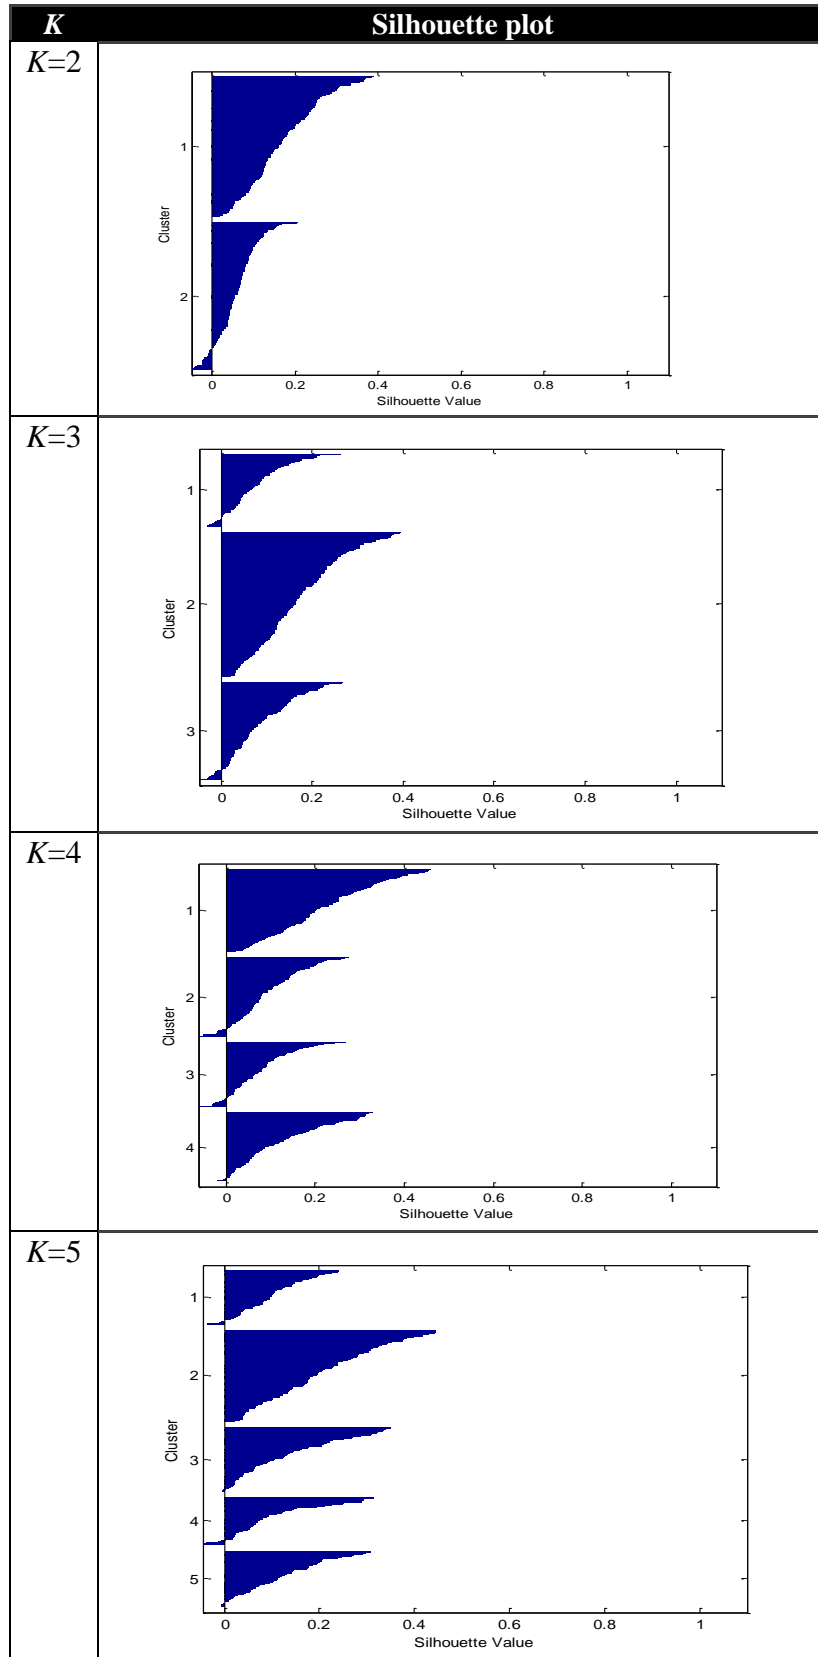 K Silhouette plot
K=2
1
2
Cluster
0 0.2 0.4 0.6 0.8 1
Silhouette Value
K=3
1
2
3
Cluster
0 0.2 0.4 0.6 0.8 1
Silhouette Value
K=4
1
2
3
4
Cluster
0 0.2 0.4 0.6 0.8 1
Silhouette Value
K=5
1
2
3
4
5
Cluster
0 0.2 0.4 0.6 0.8 1
Silhouette Value